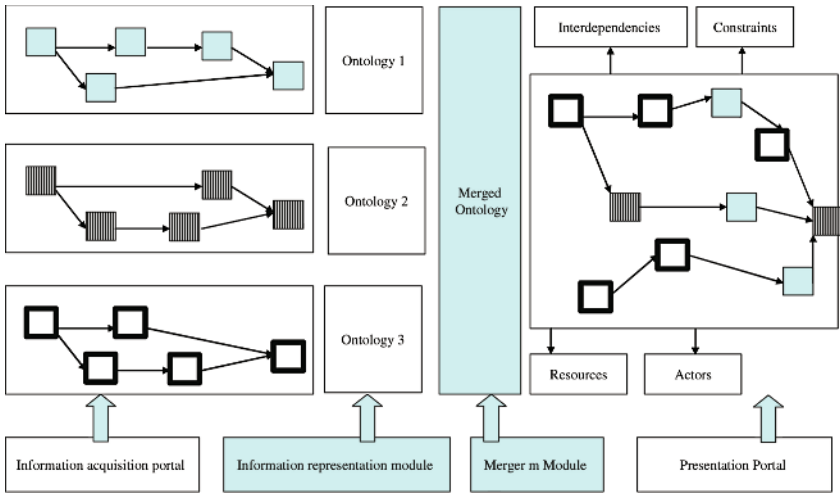 Interdependencies
Constraints
Ontology 1
Ontology 2
Ontology 3
Merged
Ontology
Resources
Actors
Information acquisition portal
Information representation module
Merger m Module
Presentation Portal